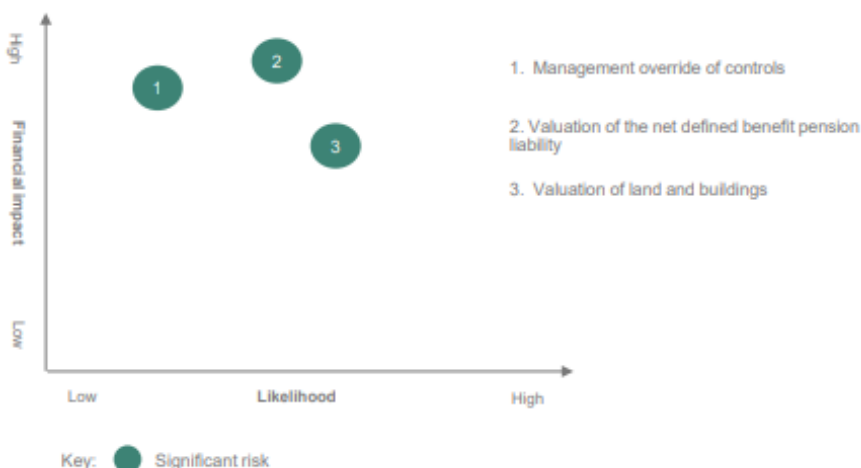 High
Financial impact
Low
1
2
3
1. Management override of controls
2. Valuation of the net defined benefit pension
liability
3. Valuation of land and buildings
Low
Likelihood
High
Key:
Significant risk